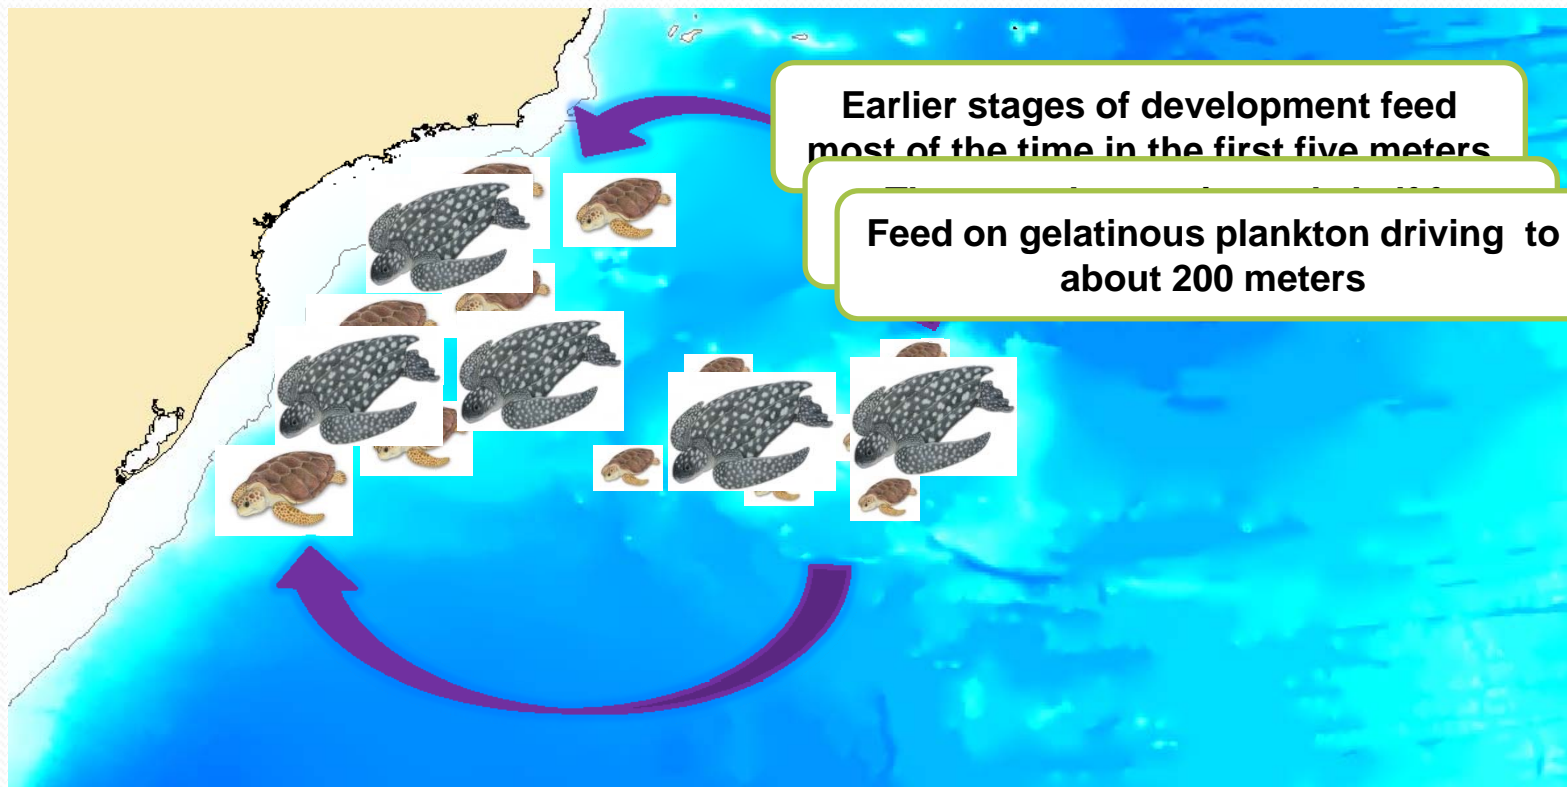 Earlier stages of development feed
most of the time in the first five meters
Feed on gelatinous plankton driving to
about 200 meters